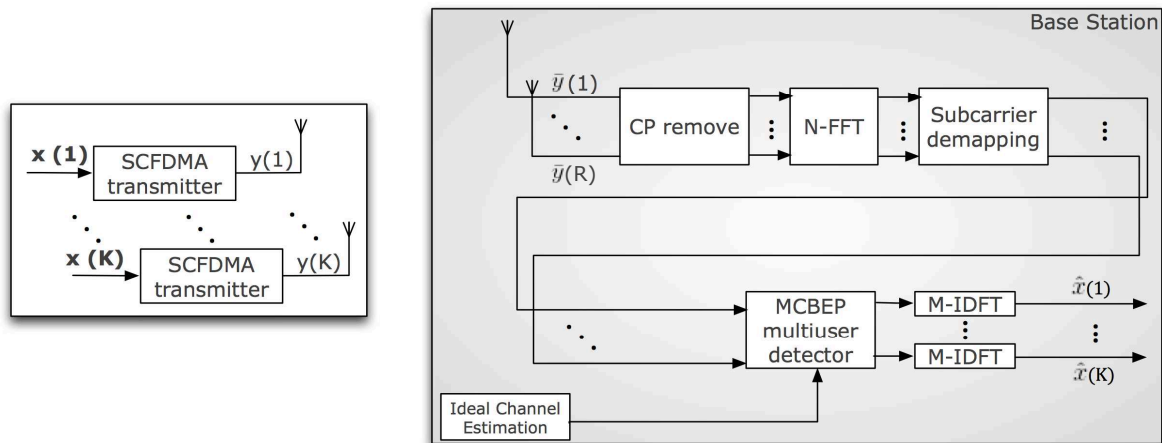 x (1)
SCFDMA
transmitter
y(1)
x (K)
SCFDMA
transmitter
y(K)
Base Station
ȳ(1)
ȳ(R)
CP remove
N-FFT
Subcarrier
demapping
MCBEP
multiuser
detector
M-IDFT
M-IDFT
x̂(1)
x̂(K)
Ideal Channel
Estimation